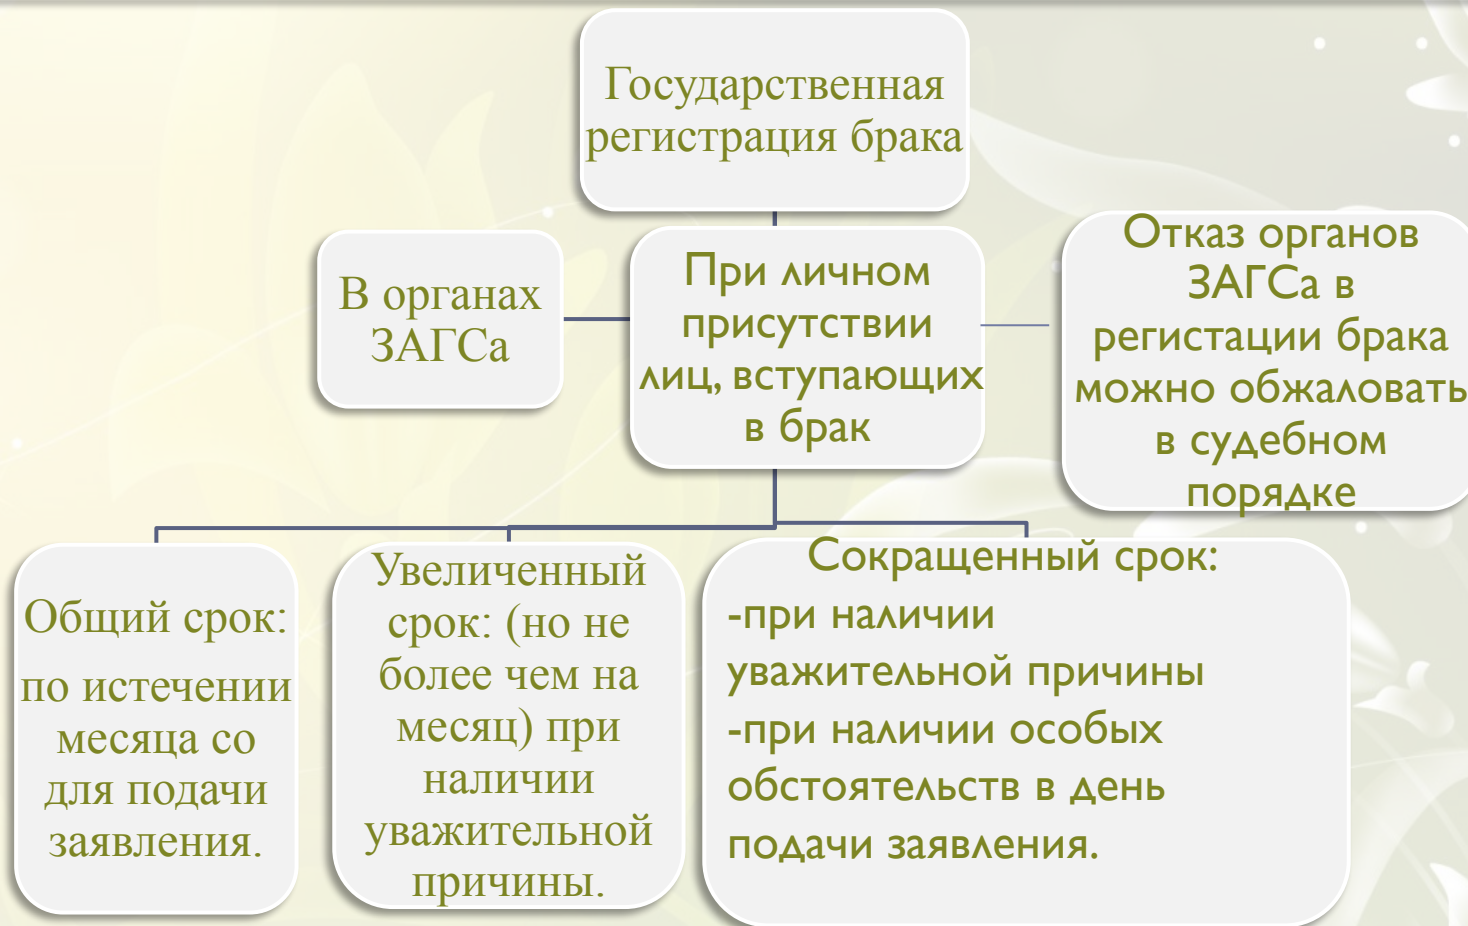 Государственная
регистрация брака
В органах
ЗАГСа
При личном
присутствии
лиц, вступающих
в брак
Отказ органов
ЗАГСа в
регистации брака
можно обжаловать
в судебном
порядке
Общий срок:
по истечении
месяца со
для подачи
заявления.
Увеличенный
срок: (но не
более чем на
месяц) при
наличии
уважительной
причины.
Сокращенный срок:
-при наличии
уважительной причины
-при наличии особых
обстоятельств в день
подачи заявления.